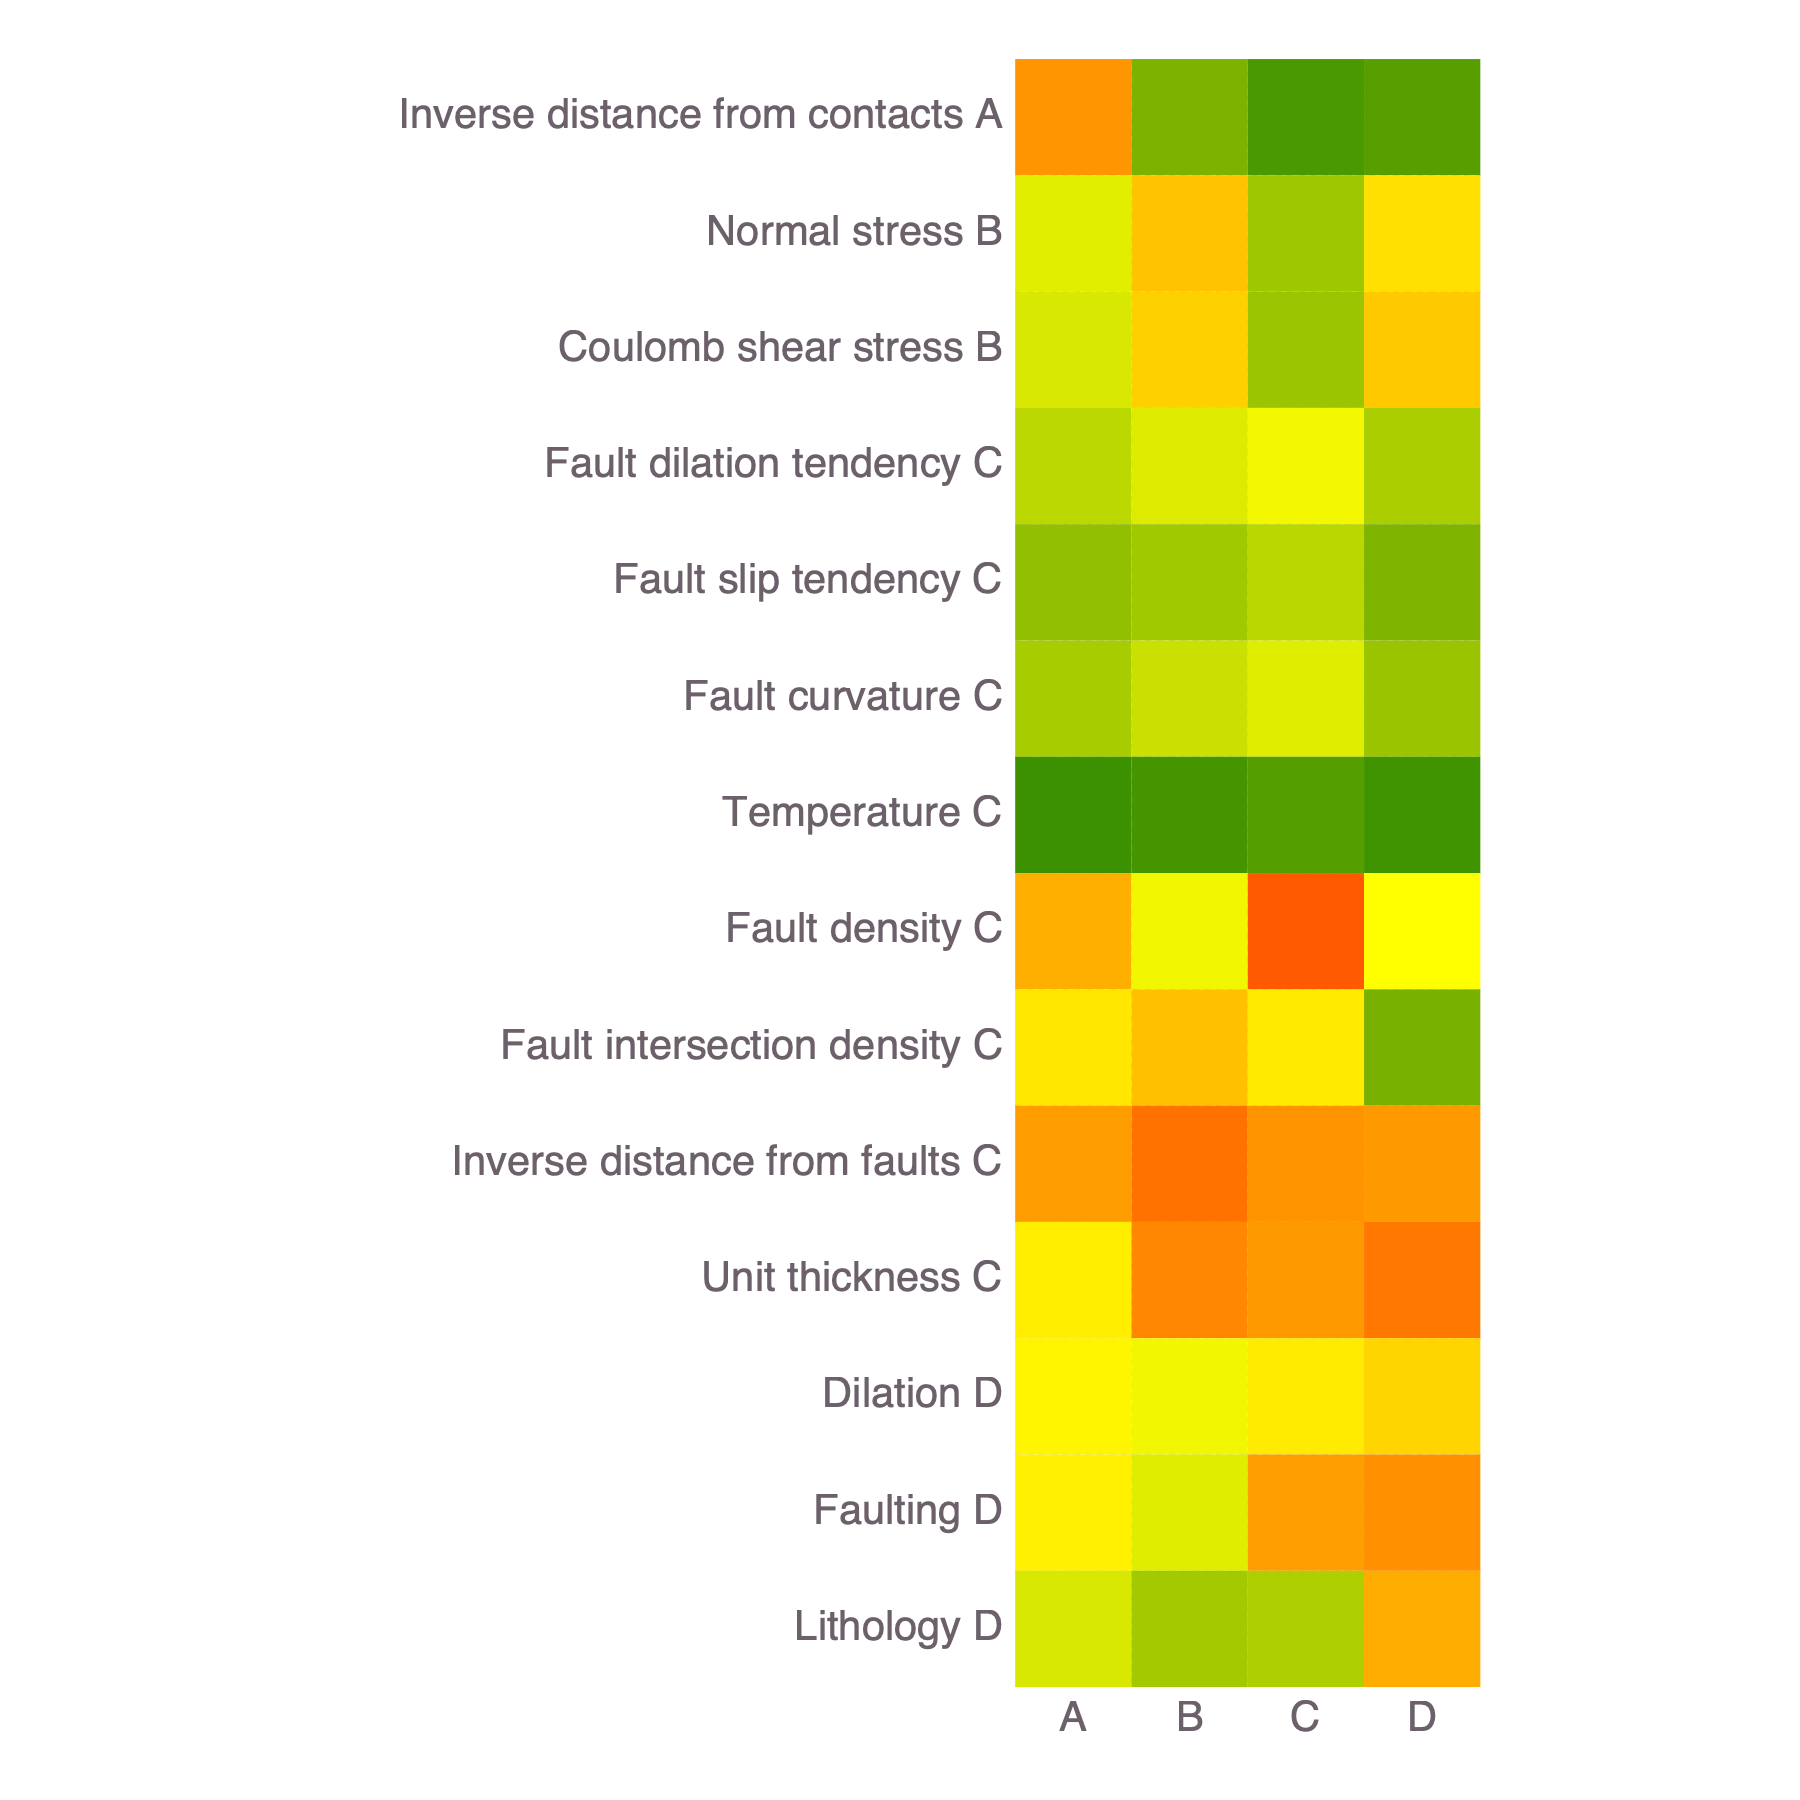 Inverse distance from contacts A
Normal stress B
Coulomb shear stress B
Fault dilation tendency C
Fault slip tendency C
Fault curvature C
Temperature C
Fault density C
Fault intersection density C
Inverse distance from faults C
Unit thickness C
Dilation D
Faulting D
Lithology D
A B C D